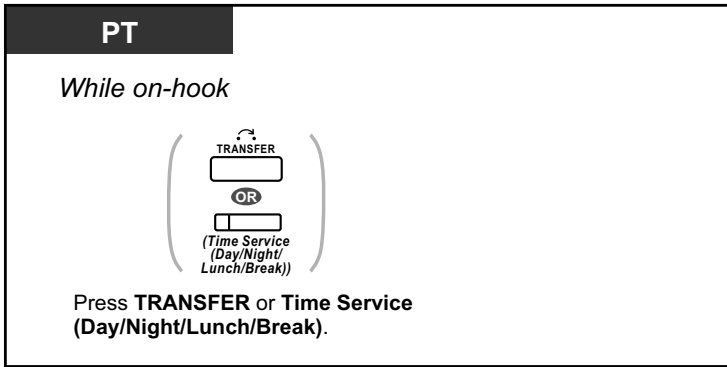 PT
While on-hook
TRANSFER
OR
(Time Service
(Day/Night/
Lunch/Break))
Press TRANSFER or Time Service
(Day/Night/Lunch/Break).